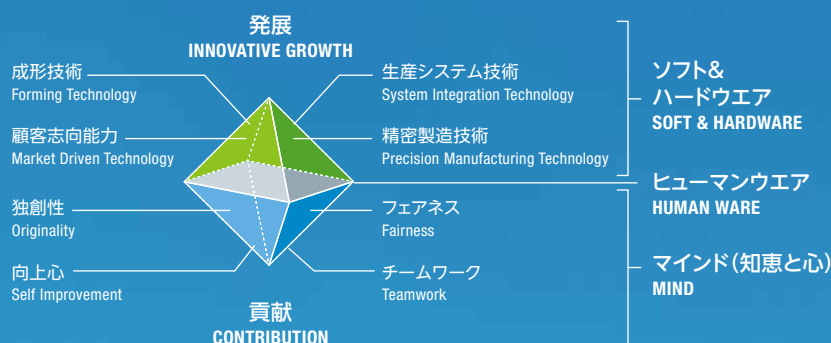 発展
INNOVATIVE GROWTH
成形技術
Forming Technology
生産システム技術
System Integration Technology
顧客志向能力
Market Driven Technology
精密製造技術
Precision Manufacturing Technology
独創性
Originality
フェアネス
Fairness
向上心
Self Improvement
チームワーク
Teamwork
貢献
CONTRIBUTION
ソフト&
ハードウエア
SOFT & HARDWARE
ヒューマンウエア
HUMAN WARE
マインド(知恵と心)
MIND